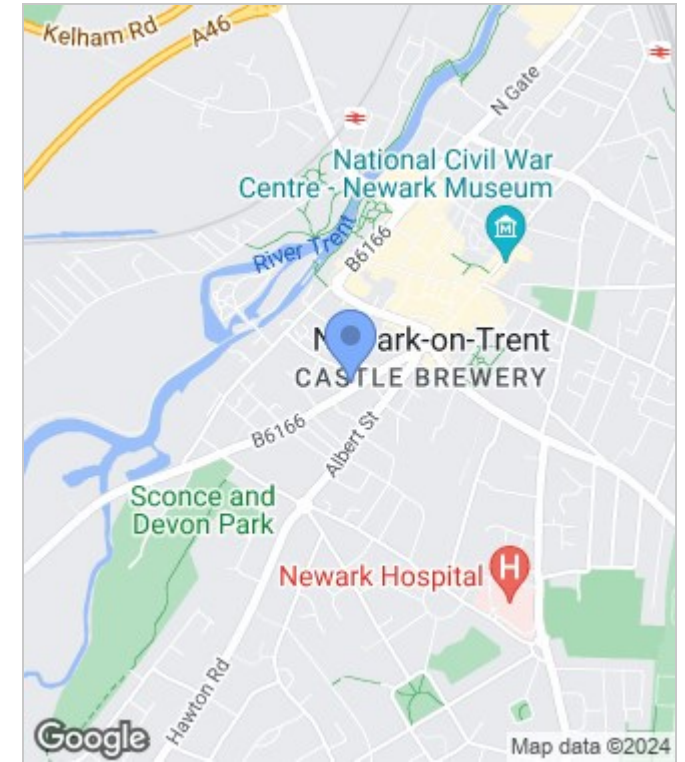 Kelham Rd
A46
N Gate
National Civil War
Centre - Newark Museum
M
River Trent
B6166
ark-on-Trent
CASTLE BREWERY
B6166
Albert St
Sconce and
Devon Park
Newark Hospital
H
Hawton Rd
Google
Map data ©2024